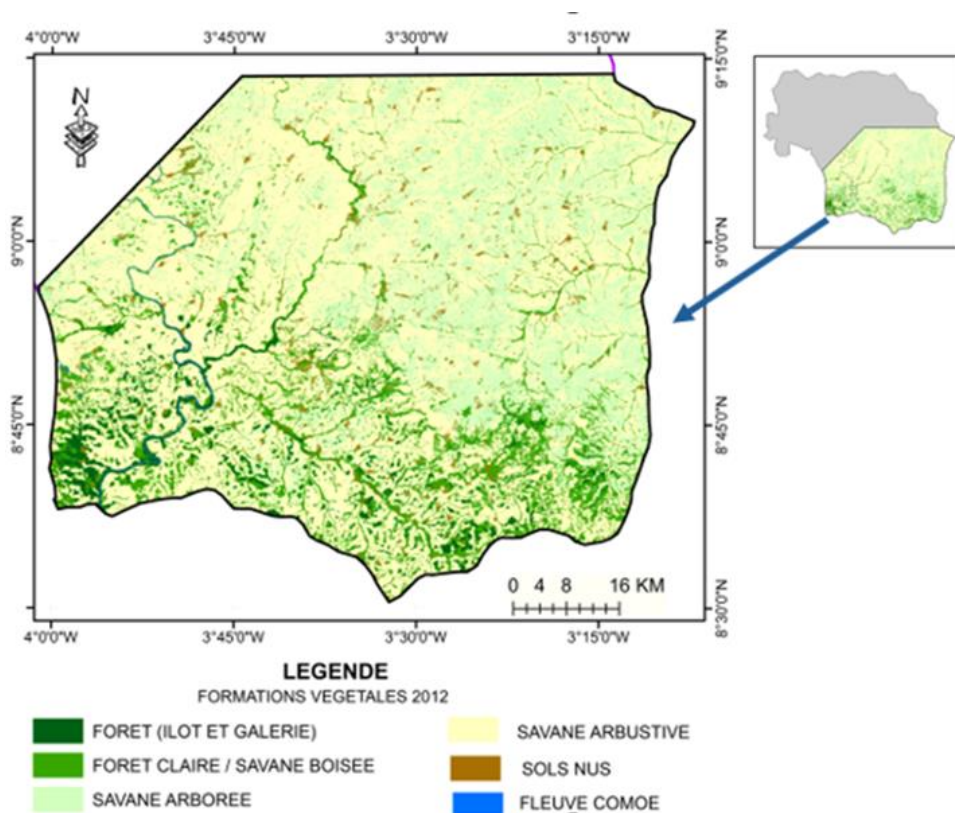 4°0'0"W 3°45'0"W 3°30'0"W 3°15'0"W
9°15'0"N
9°15'0"N
N
9°0'0"N
9°0'0"N
8°45'0"N
8°45'0"N
0 4 8 16 KM
8°30'0"N
4°0'0"W 3°45'0"W 3°30'0"W 3°15'0"W
LEGENDE
FORMATIONS VEGETALES 2012
FORET (ILOT ET GALERIE)
FORET CLAIRE / SAVANE BOISEE
SAVANE ARBOREE
SAVANE ARBUSTIVE
SOLS NUS
FLEUVE COMOE